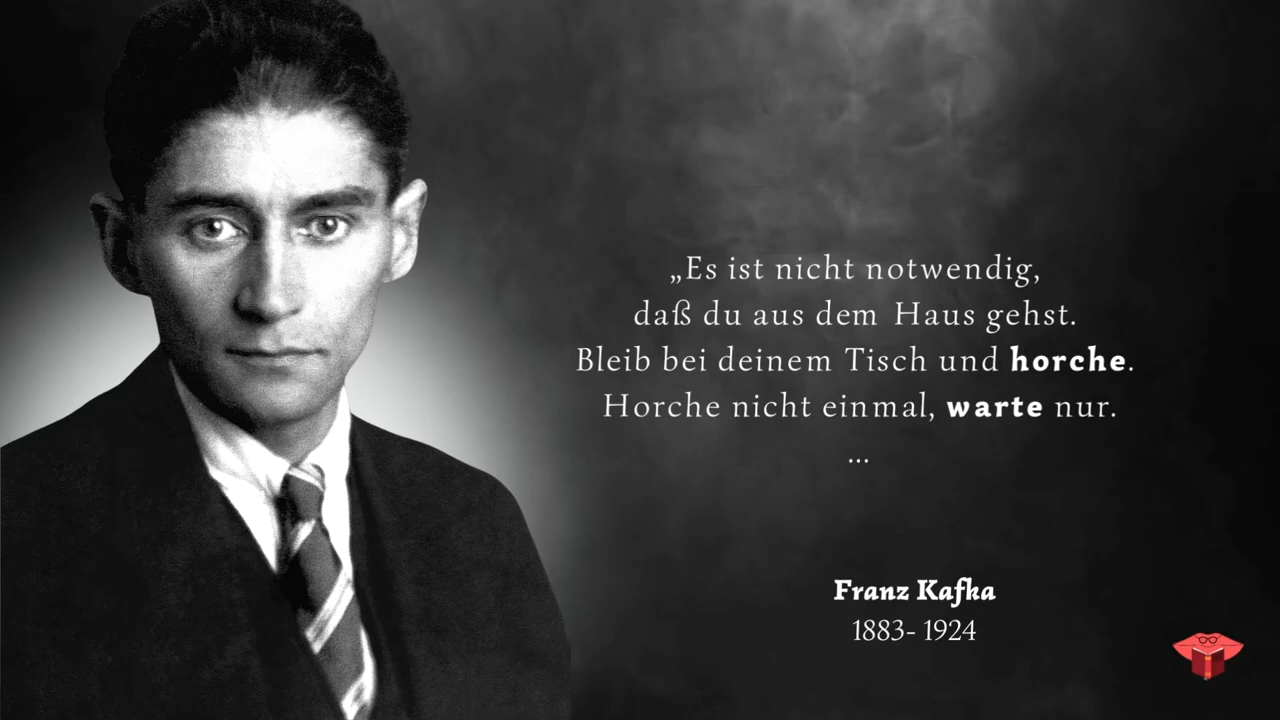 „Es ist nicht notwendig,
daß du aus dem Haus gehst.
Bleib bei deinem Tisch und horche.
Horche nicht einmal, warte nur.
...
Franz Kafka
1883- 1924